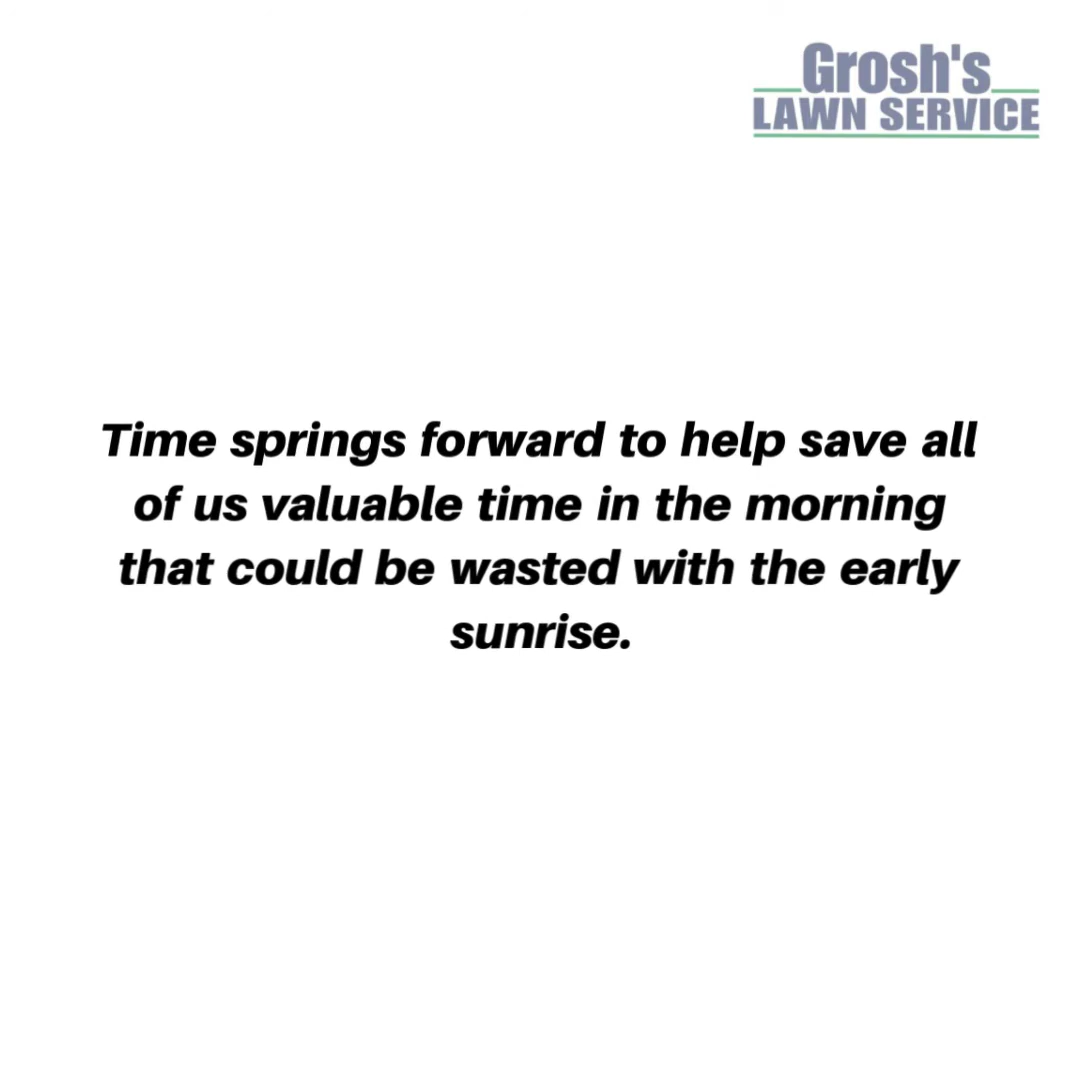 Grosh's
LAWN SERVICE
Time springs forward to help save all
of us valuable time in the morning
that could be wasted with the early
sunrise.